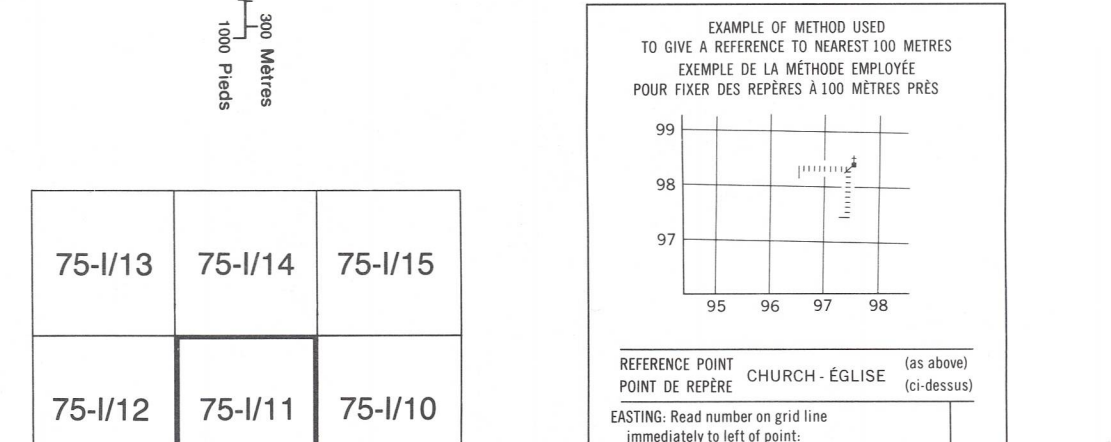 300 Mètres
1000 Pieds
75-I/13 75-I/14 75-I/15
75-I/12 75-I/11 75-I/10
EXAMPLE OF METHOD USED
TO GIVE A REFERENCE TO NEAREST 100 METRES
EXEMPLE DE LA MÉTHODE EMPLOYÉE
POUR FIXER DES REPÈRES À 100 MÈTRES PRÈS
99
98
97
95 96 97 98
REFERENCE POINT
POINT DE REPÈRE
CHURCH - ÉGLISE
(as above)
(ci-dessus)
EASTING: Read number on grid line
immediately to left of point: